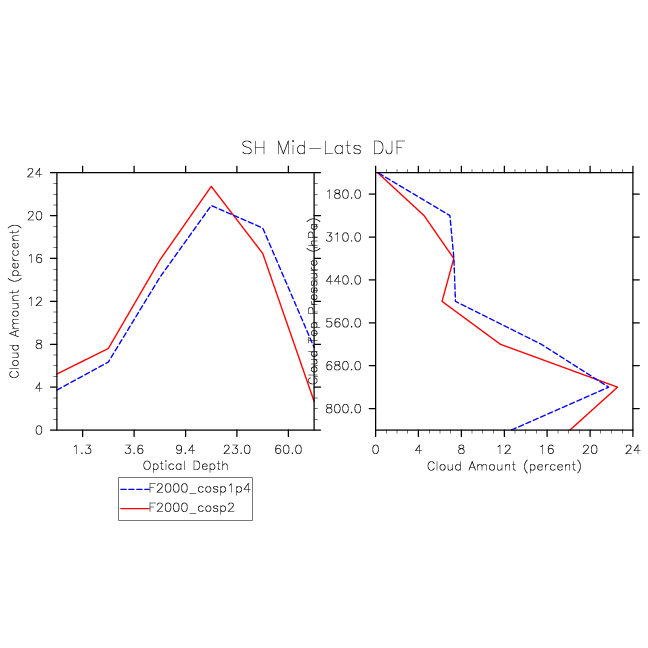 SH Mid-Lats DJF
24
20
16
12
8
4
0
Cloud Amount (percent)
1.3 3.6 9.4 23.0 60.0
Optical Depth
F2000_cosp1p4
F2000_cosp2
Cloud Top Pressure (hPa)
180.0
310.0
440.0
560.0
680.0
800.0
0 4 8 12 16 20 24
Cloud Amount (percent)